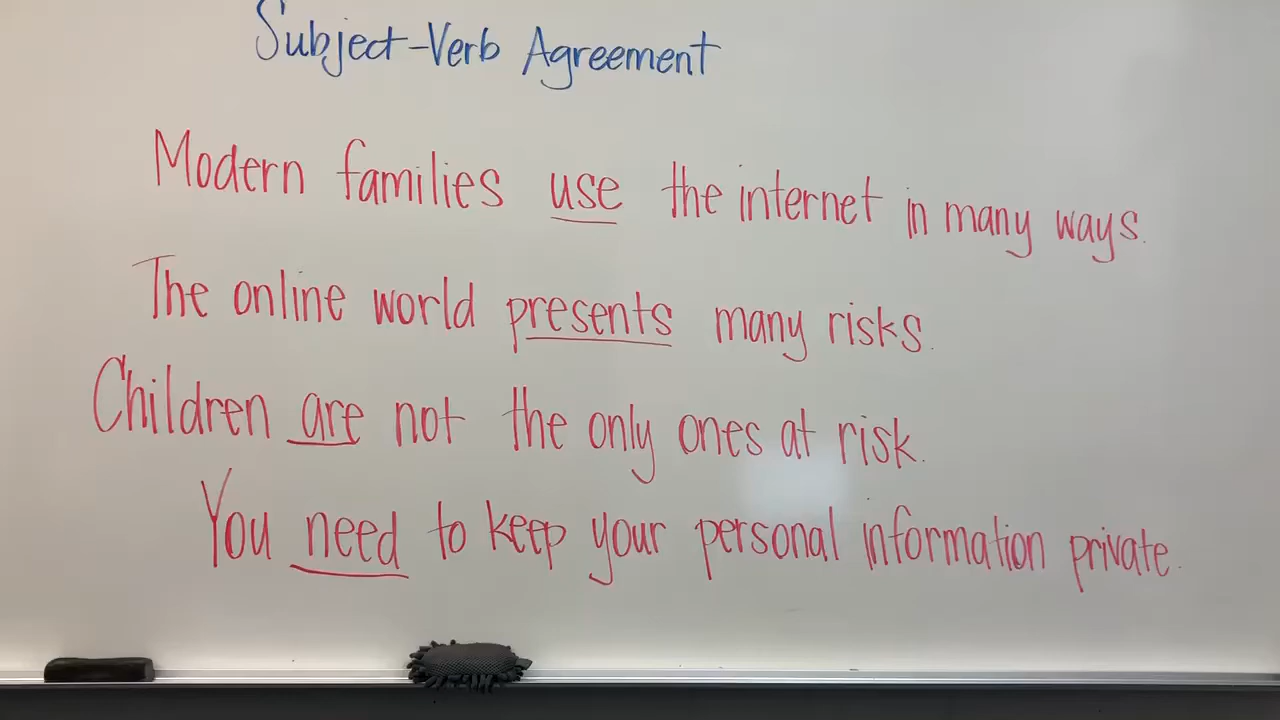 Subject-Verb Agreement
Modern families use the internet in many ways.
The online world presents many risks.
Children are not the only ones at risk.
You need to keep your personal information private.